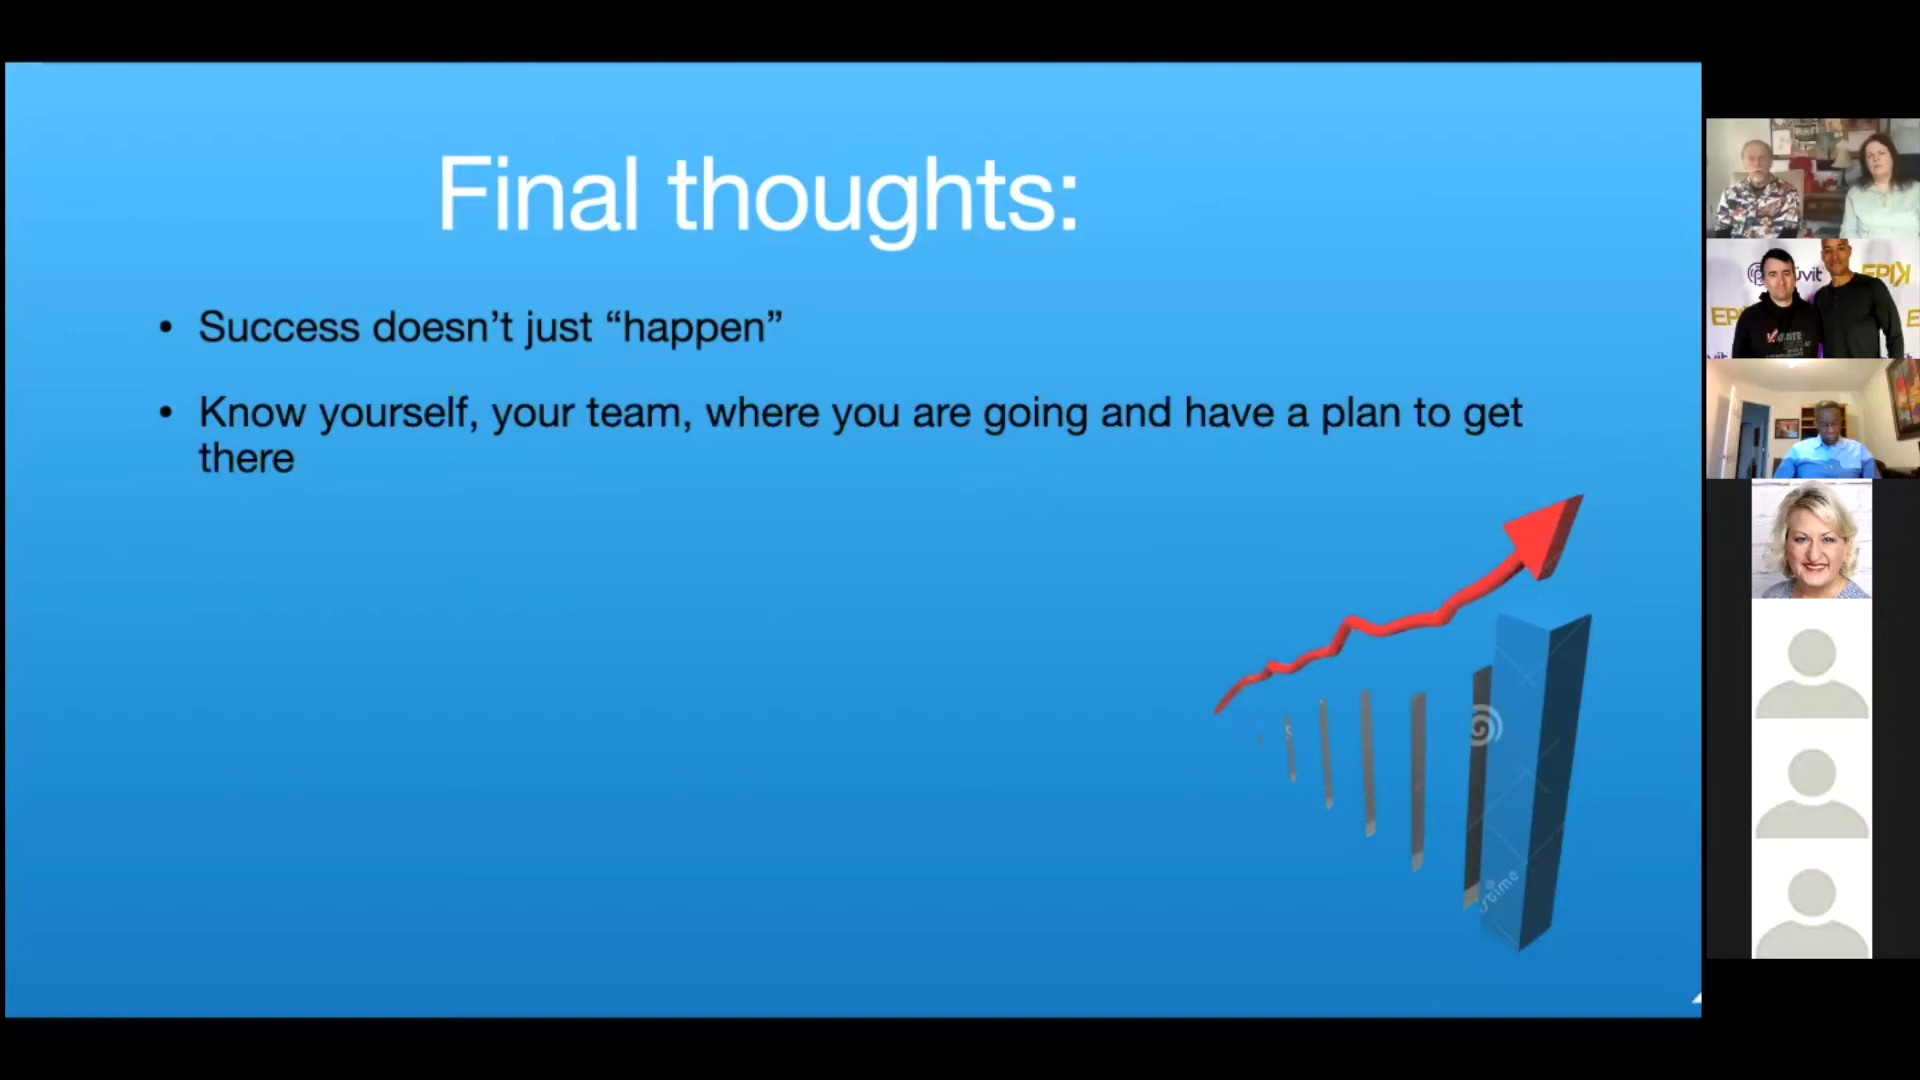 Final thoughts:
• Success doesn’t just “happen”
• Know yourself, your team, where you are going and have a plan to get
there
EPIK